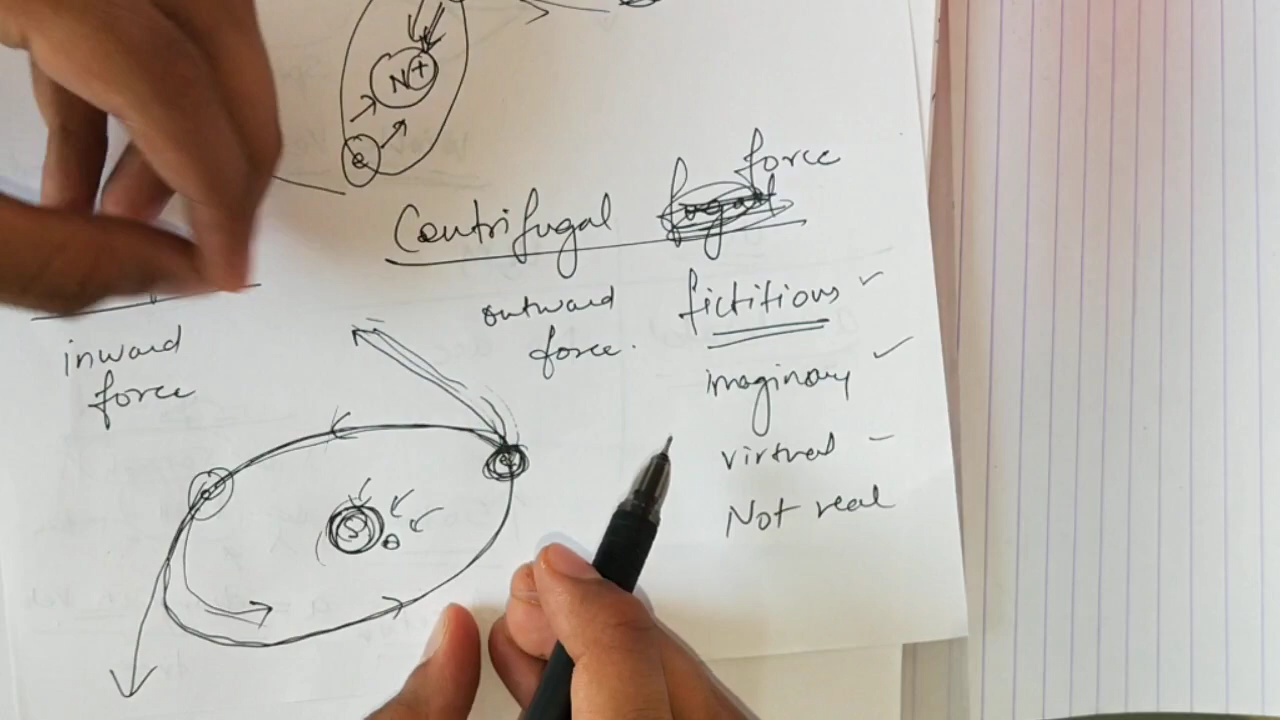 N +
e
force
Centrifugal
outward
force.
fictitious
inward
force
imaginary
virtual
Not real
e
S